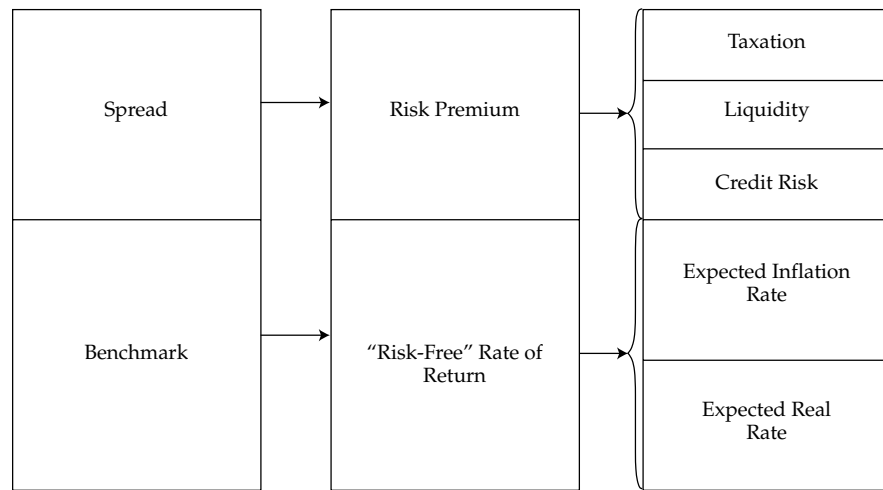 Spread
Risk Premium
Taxation
Liquidity
Credit Risk
Benchmark
“Risk-Free” Rate of
Return
Expected Inflation
Rate
Expected Real
Rate